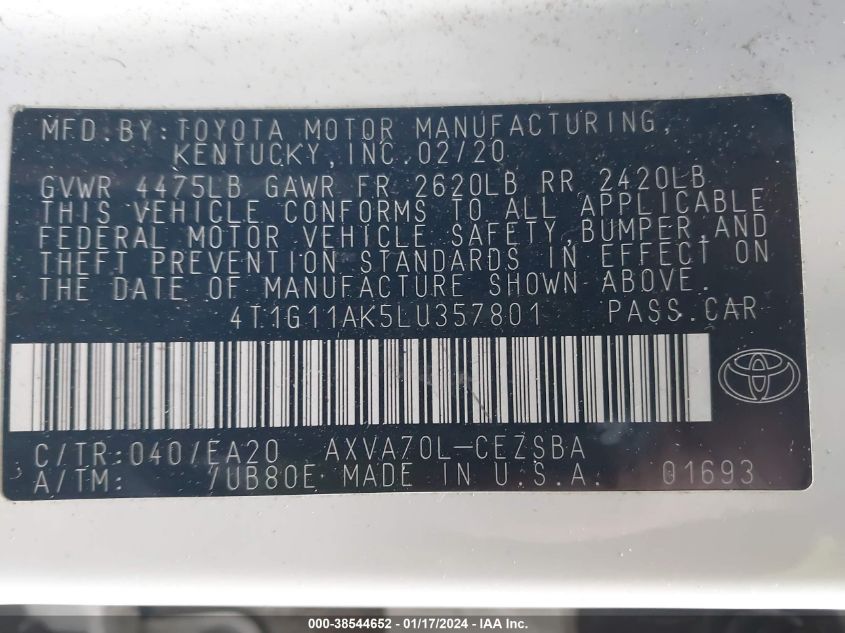 MFD.BY:TOYOTA MOTOR MANUFACTURING,
KENTUCKY,INC.02/20
GVWR 4475LB GAWR FR 2620LB RR 2420LB
THIS VEHICLE CONFORMS TO ALL APPLICABLE
FEDERAL MOTOR VEHICLE SAFETY,BUMPER,AND
THEFT PREVENTION STANDARDS IN EFFECT ON
THE DATE OF MANUFACTURE SHOWN ABOVE.
4T1G11AK5LU357801 PASS.CAR
C/TR:040/EA20 AXVA70L-CEZSBA
A/TM: /UB80E MADE IN U.S.A. 01693
000-38544652 - 01/17/2024 - IAA Inc.